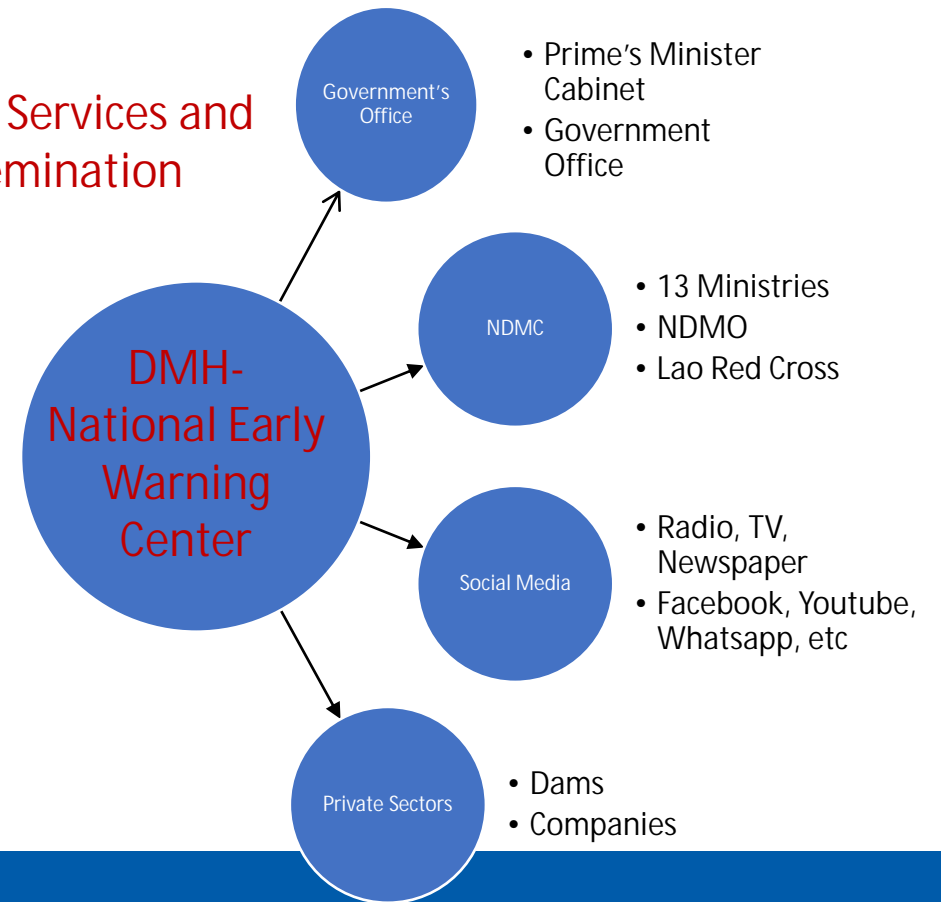 Services and
emination
Government's
Office
• Prime's Minister
Cabinet
• Government
Office
DMH-
National Early
Warning
Center
NDMC
• 13 Ministries
• NDMO
• Lao Red Cross
Social Media
• Radio, TV,
Newspaper
• Facebook, Youtube,
Whatsapp, etc
Private Sectors
• Dams
• Companies